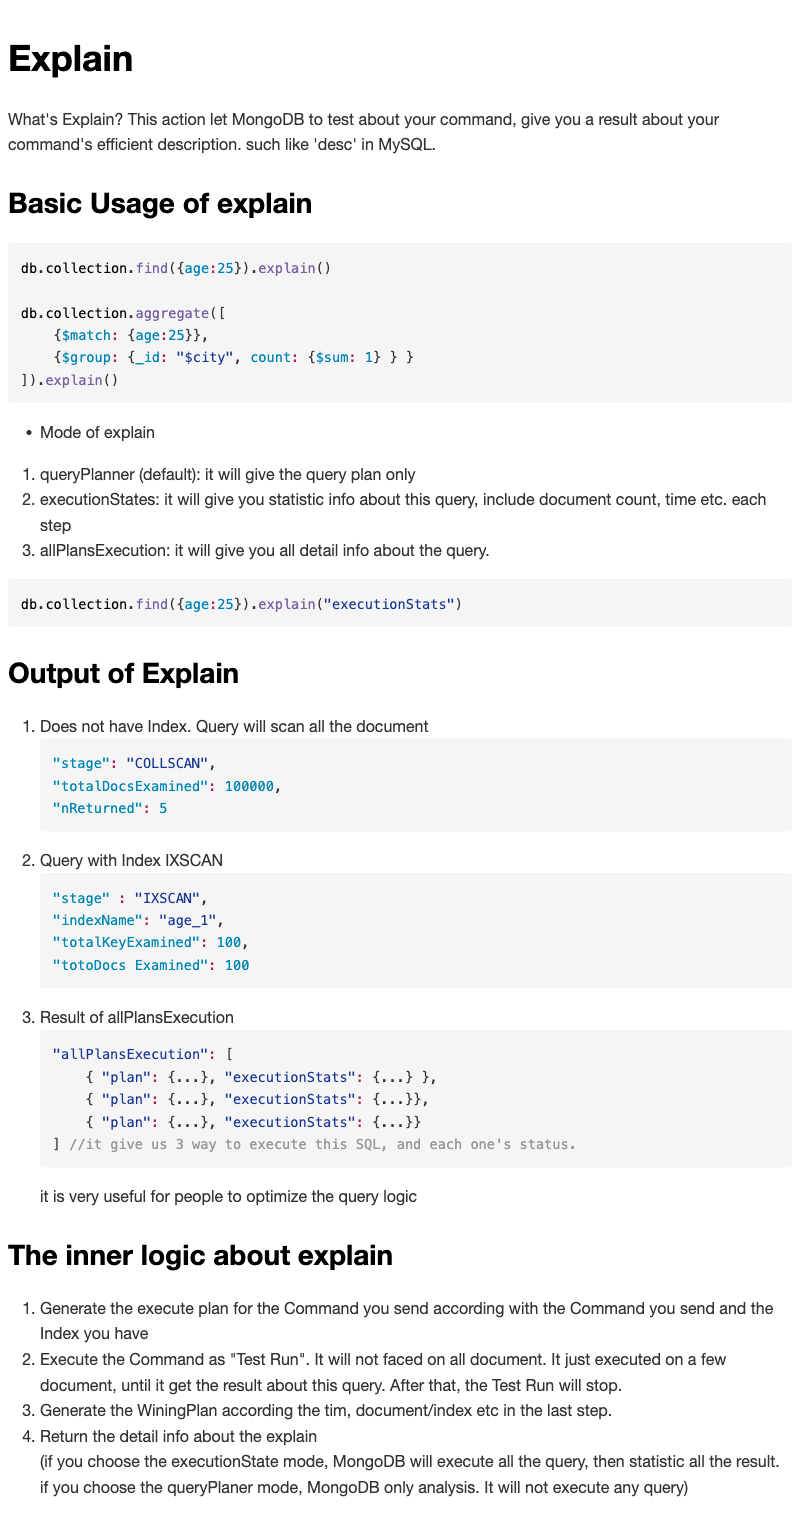 Explain
What's Explain? This action let MongoDB to test about your command, give you a result about your
command's efficient description. such like 'desc' in MySQL.
Basic Usage of explain
db.collection.find({age:25}).explain()
db.collection.aggregate([
    {$match: {age:25}},
    {$group: {_id: "$city", count: {$sum: 1} } }
]).explain()
• Mode of explain
1. queryPlanner (default): it will give the query plan only
2. executionStates: it will give you statistic info about this query, include document count, time etc. each
step
3. allPlansExecution: it will give you all detail info about the query.
db.collection.find({age:25}).explain("executionStats")
Output of Explain
1. Does not have Index. Query will scan all the document
"stage": "COLLSCAN",
"totalDocsExamined": 100000,
"nReturned": 5
2. Query with Index IXSCAN
"stage" : "IXSCAN",
"indexName": "age_1",
"totalKeyExamined": 100,
"totoDocs Examined": 100
3. Result of allPlansExecution
"allPlansExecution": [
    { "plan": {...}, "executionStats": {...} },
    { "plan": {...}, "executionStats": {...}},
    { "plan": {...}, "executionStats": {...}}
] //it give us 3 way to execute this SQL, and each one's status.
it is very useful for people to optimize the query logic
The inner logic about explain
1. Generate the execute plan for the Command you send according with the Command you send and the
Index you have
2. Execute the Command as "Test Run". It will not faced on all document. It just executed on a few
document, until it get the result about this query. After that, the Test Run will stop.
3. Generate the WiningPlan according the tim, document/index etc in the last step.
4. Return the detail info about the explain
(if you choose the executionState mode, MongoDB will execute all the query, then statistic all the result.
if you choose the queryPlaner mode, MongoDB only analysis. It will not execute any query)